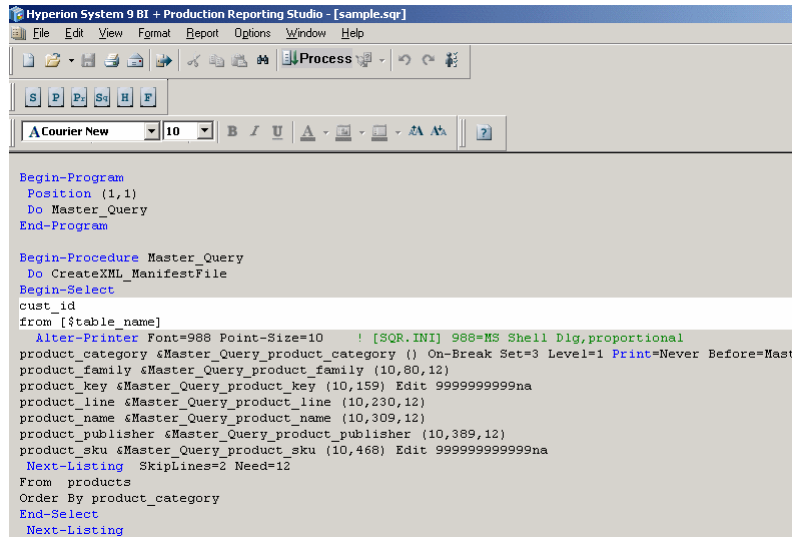 Hyperion System 9 BI + Production Reporting Studio - [sample.sqr]
File Edit View Format Report Options Window Help
Process
S P Pr Sq H F
A Courier New 10 B I U A
Begin-Program
Position (1,1)
Do Master_Query
End-Program
Begin-Procedure Master_Query
Do CreateXML_ManifestFile
Begin-Select
cust_id
from [$table_name]
Alter-Printer Font=988 Point-Size=10 ! [SQR.INI] 988=MS Shell Dlg,proportional
product_category &Master_Query_product_category () On-Break Set=3 Level=1 Print=Never Before=Mast
product_family &Master_Query_product_family (10,80,12)
product_key &Master_Query_product_key (10,159) Edit 9999999999na
product_line &Master_Query_product_line (10,230,12)
product_name &Master_Query_product_name (10,309,12)
product_publisher &Master_Query_product_publisher (10,389,12)
product_sku &Master_Query_product_sku (10,468) Edit 999999999999na
Next-Listing SkipLines=2 Need=12
From products
Order By product_category
End-Select
Next-Listing